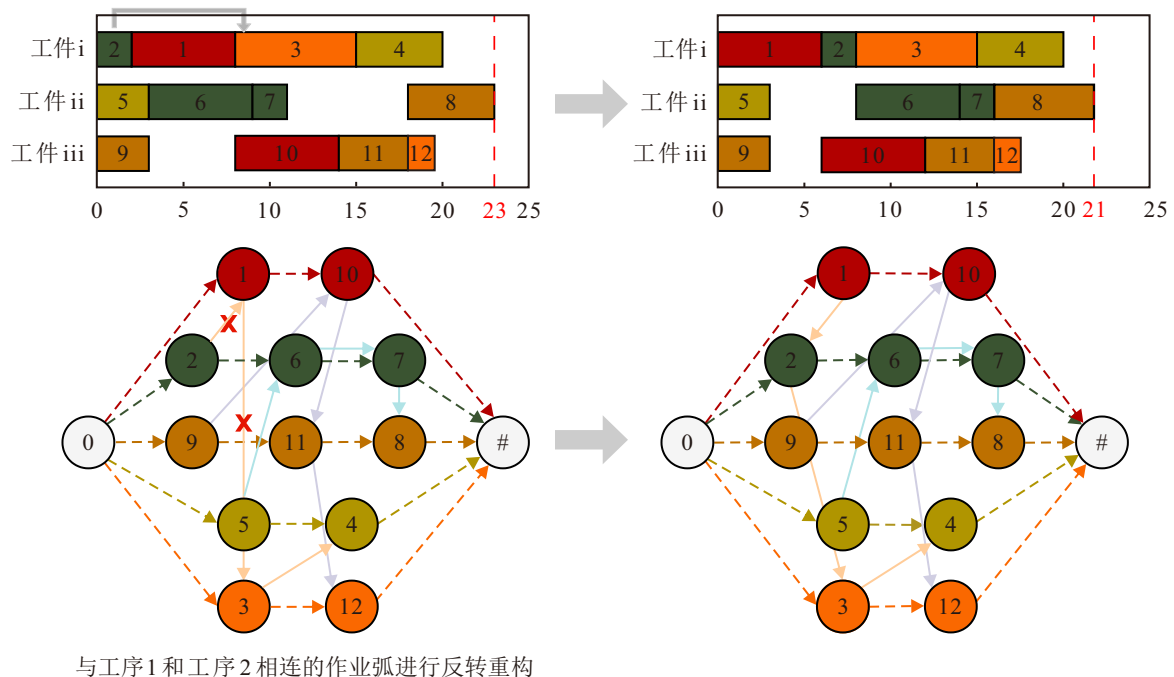 工件i 2 1 3 4
工件ii 5 6 7 8
工件iii 9 10 11 12
0 5 10 15 20 23 25
工件i 1 2 3 4
工件ii 5 6 7 8
工件iii 9 10 11 12
0 5 10 15 20 21 25
1 10
X
2 6 7
X
0 9 11 8 #
5 4
3 12
1 10
2 6 7
0 9 11 8 #
5 4
3 12
与工序1和工序2相连的作业弧进行反转重构